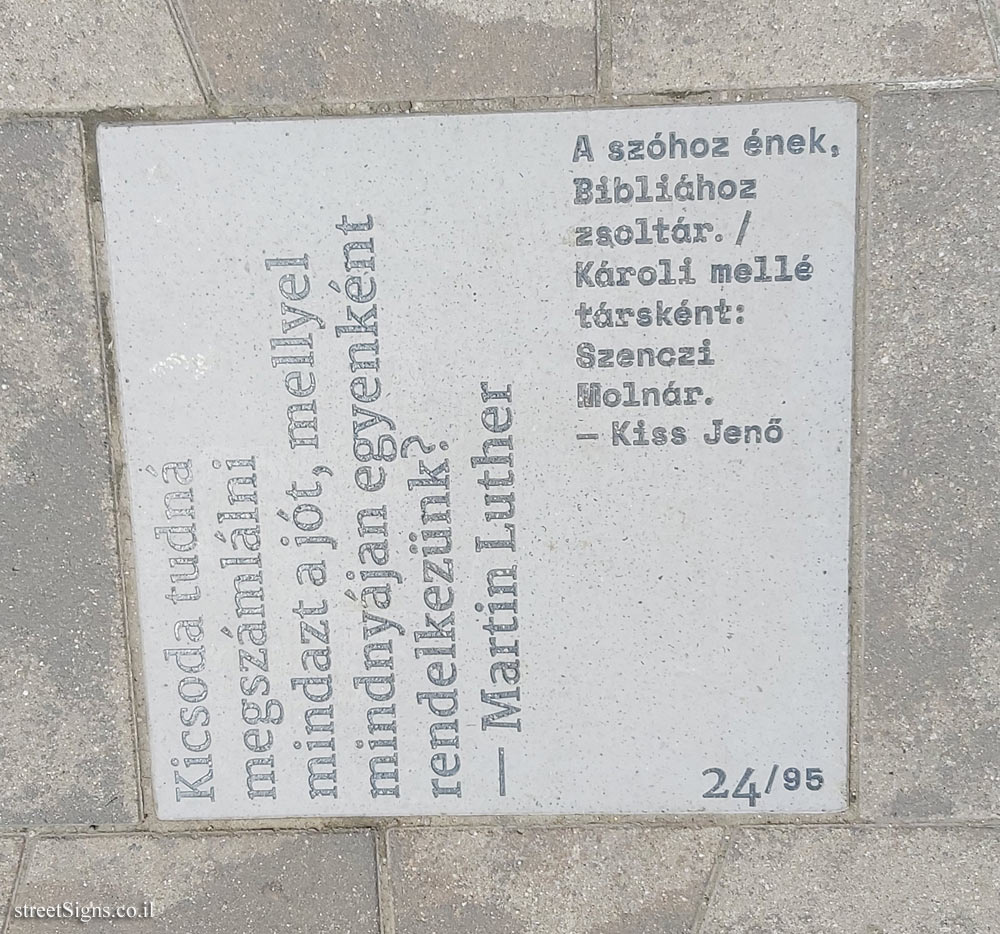 Kicsoda tudná
megszámlálni
mindazt a jót, mellyel
mindnyájan egyenként
rendelkezünk?
— Martin Luther
A szóhoz ének,
Bibliához
zsoltár. /
Károli mellé
társként:
Szenczi
Molnár.
— Kiss Jenő
24/95
streetSigns.co.il